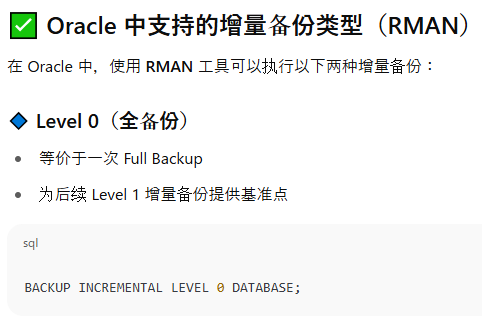 ✅ Oracle 中支持的增量备份类型（RMAN）
在 Oracle 中，使用 RMAN 工具可以执行以下两种增量备份：
🔷 Level 0（全备份）
• 等价于一次 Full Backup
• 为后续 Level 1 增量备份提供基准点
sql
BACKUP INCREMENTAL LEVEL 0 DATABASE;